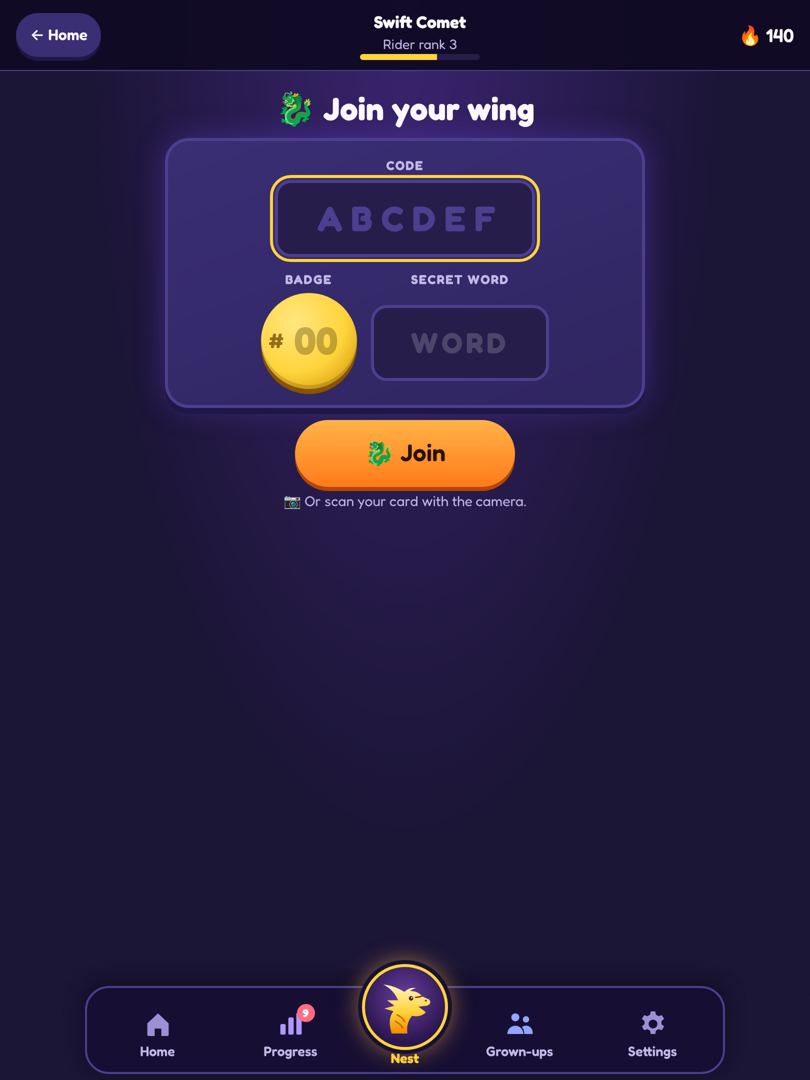 ← Home
Swift Comet
Rider rank 3
🔥 140
🐉 Join your wing
CODE
ABCDEF
BADGE
SECRET WORD
# 00
WORD
🐉 Join
📷 Or scan your card with the camera.
Home
9
Progress
Nest
Grown-ups
Settings